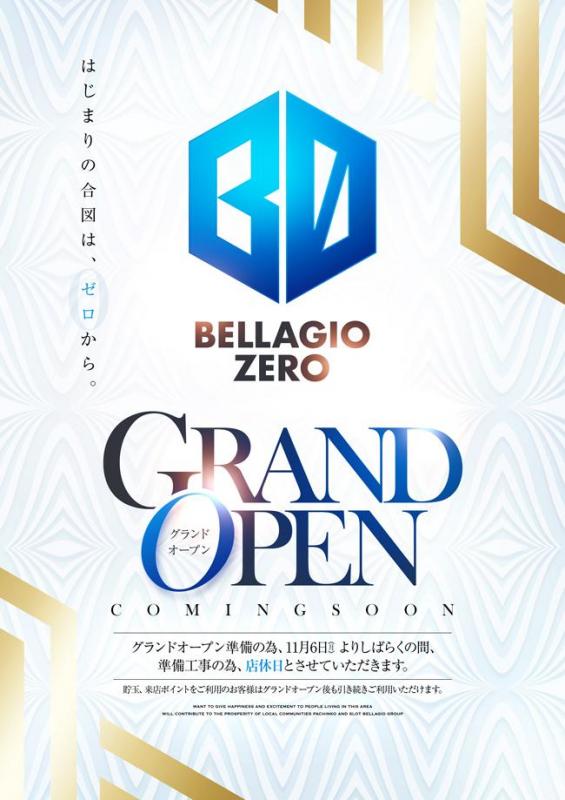 はじまりの合図は、ゼロから。
BELLAGIO
ZERO
GRAND
OPEN
グランド
オープン
COMINGSOON
グランドオープン準備の為、11月6日 よりしばらくの間、
準備工事の為、店休日とさせていただきます。
貯玉、来店ポイントをご利用のお客様はグランドオープン後も引き続きご利用いただけます。
WANT TO GIVE HAPPINESS AND EXCITEMENT TO PEOPLE LIVING IN THIS AREA
WILL CONTRIBUTE TO THE PROSPERITY OF LOCAL COMMUNITIES PACHINKO AND SLOT BELLAGIO GROUP